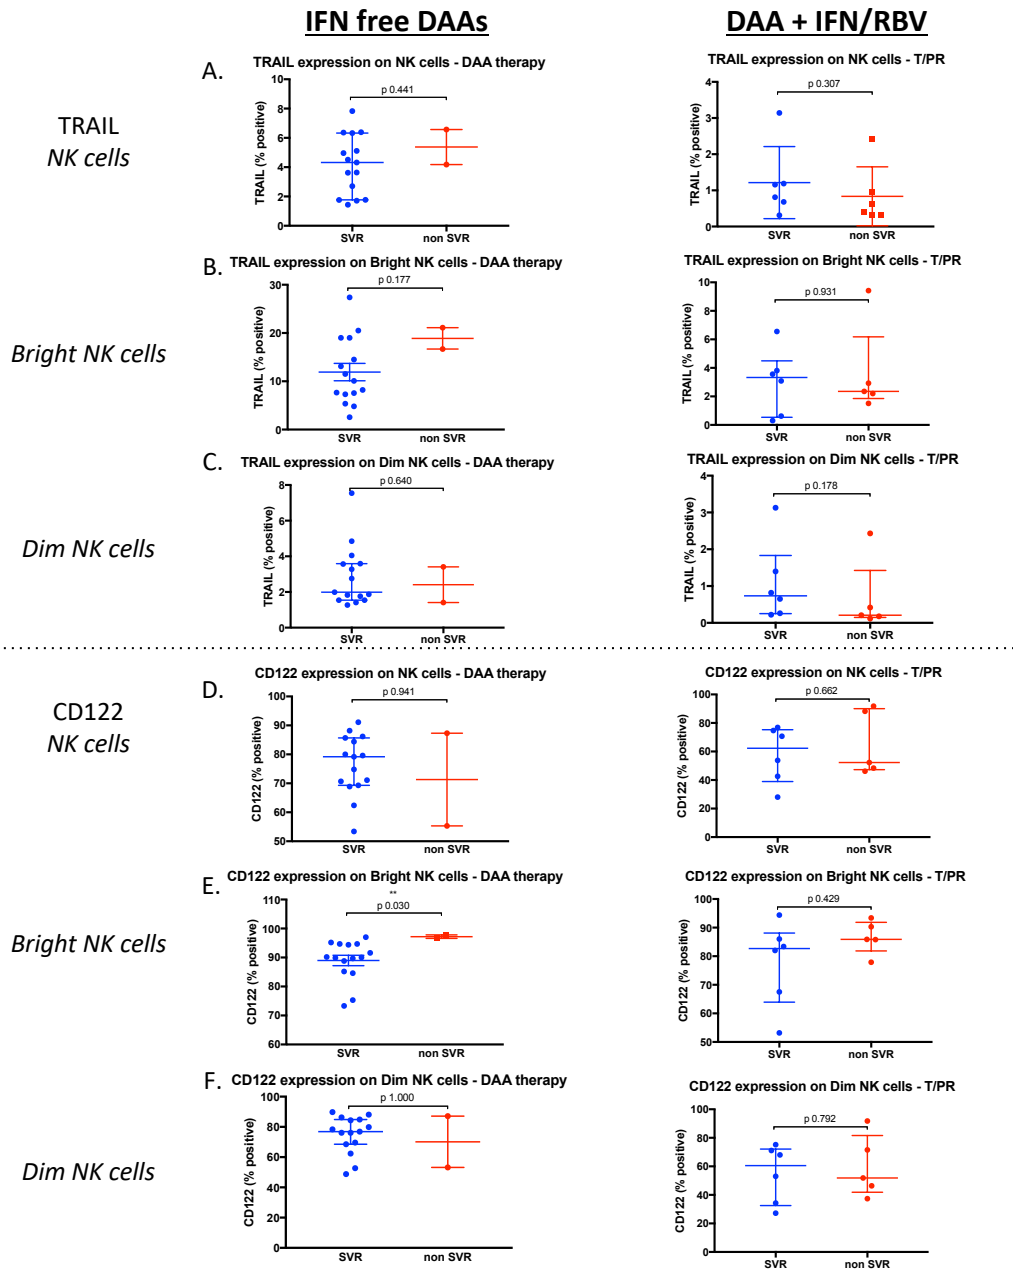 IFN free DAAs
DAA + IFN/RBV
TRAIL
NK cells
A.
TRAIL expression on NK cells - DAA therapy
p 0.441
TRAIL (% positive)
10
8
6
4
2
0
SVR
non SVR
TRAIL expression on NK cells - T/PR
p 0.307
TRAIL (% positive)
4
3
2
1
0
SVR
non SVR
Bright NK cells
B.
TRAIL expression on Bright NK cells - DAA therapy
p 0.177
TRAIL (% positive)
30
20
10
0
SVR
non SVR
TRAIL expression on Bright NK cells - T/PR
p 0.931
TRAIL (% positive)
10
8
6
4
2
0
SVR
non SVR
Dim NK cells
C.
TRAIL expression on Dim NK cells - DAA therapy
p 0.640
TRAIL (% positive)
8
6
4
2
0
SVR
non SVR
TRAIL expression on Dim NK cells - T/PR
p 0.178
TRAIL (% positive)
4
3
2
1
0
SVR
non SVR
CD122
NK cells
D.
CD122 expression on NK cells - DAA therapy
p 0.941
CD122 (% positive)
100
90
80
70
60
50
SVR
non SVR
CD122 expression on NK cells - T/PR
p 0.662
CD122 (% positive)
100
80
60
40
20
0
SVR
non SVR
Bright NK cells
E.
CD122 expression on Bright NK cells - DAA therapy
**
p 0.030
CD122 (% positive)
110
100
90
80
70
60
SVR
non SVR
CD122 expression on Bright NK cells - T/PR
p 0.429
CD122 (% positive)
100
90
80
70
60
50
SVR
non SVR
Dim NK cells
F.
CD122 expression on Dim NK cells - DAA therapy
p 1.000
CD122 (% positive)
100
80
60
40
20
0
SVR
non SVR
CD122 expression on Dim NK cells - T/PR
p 0.792
CD122 (% positive)
100
80
60
40
20
0
SVR
non SVR